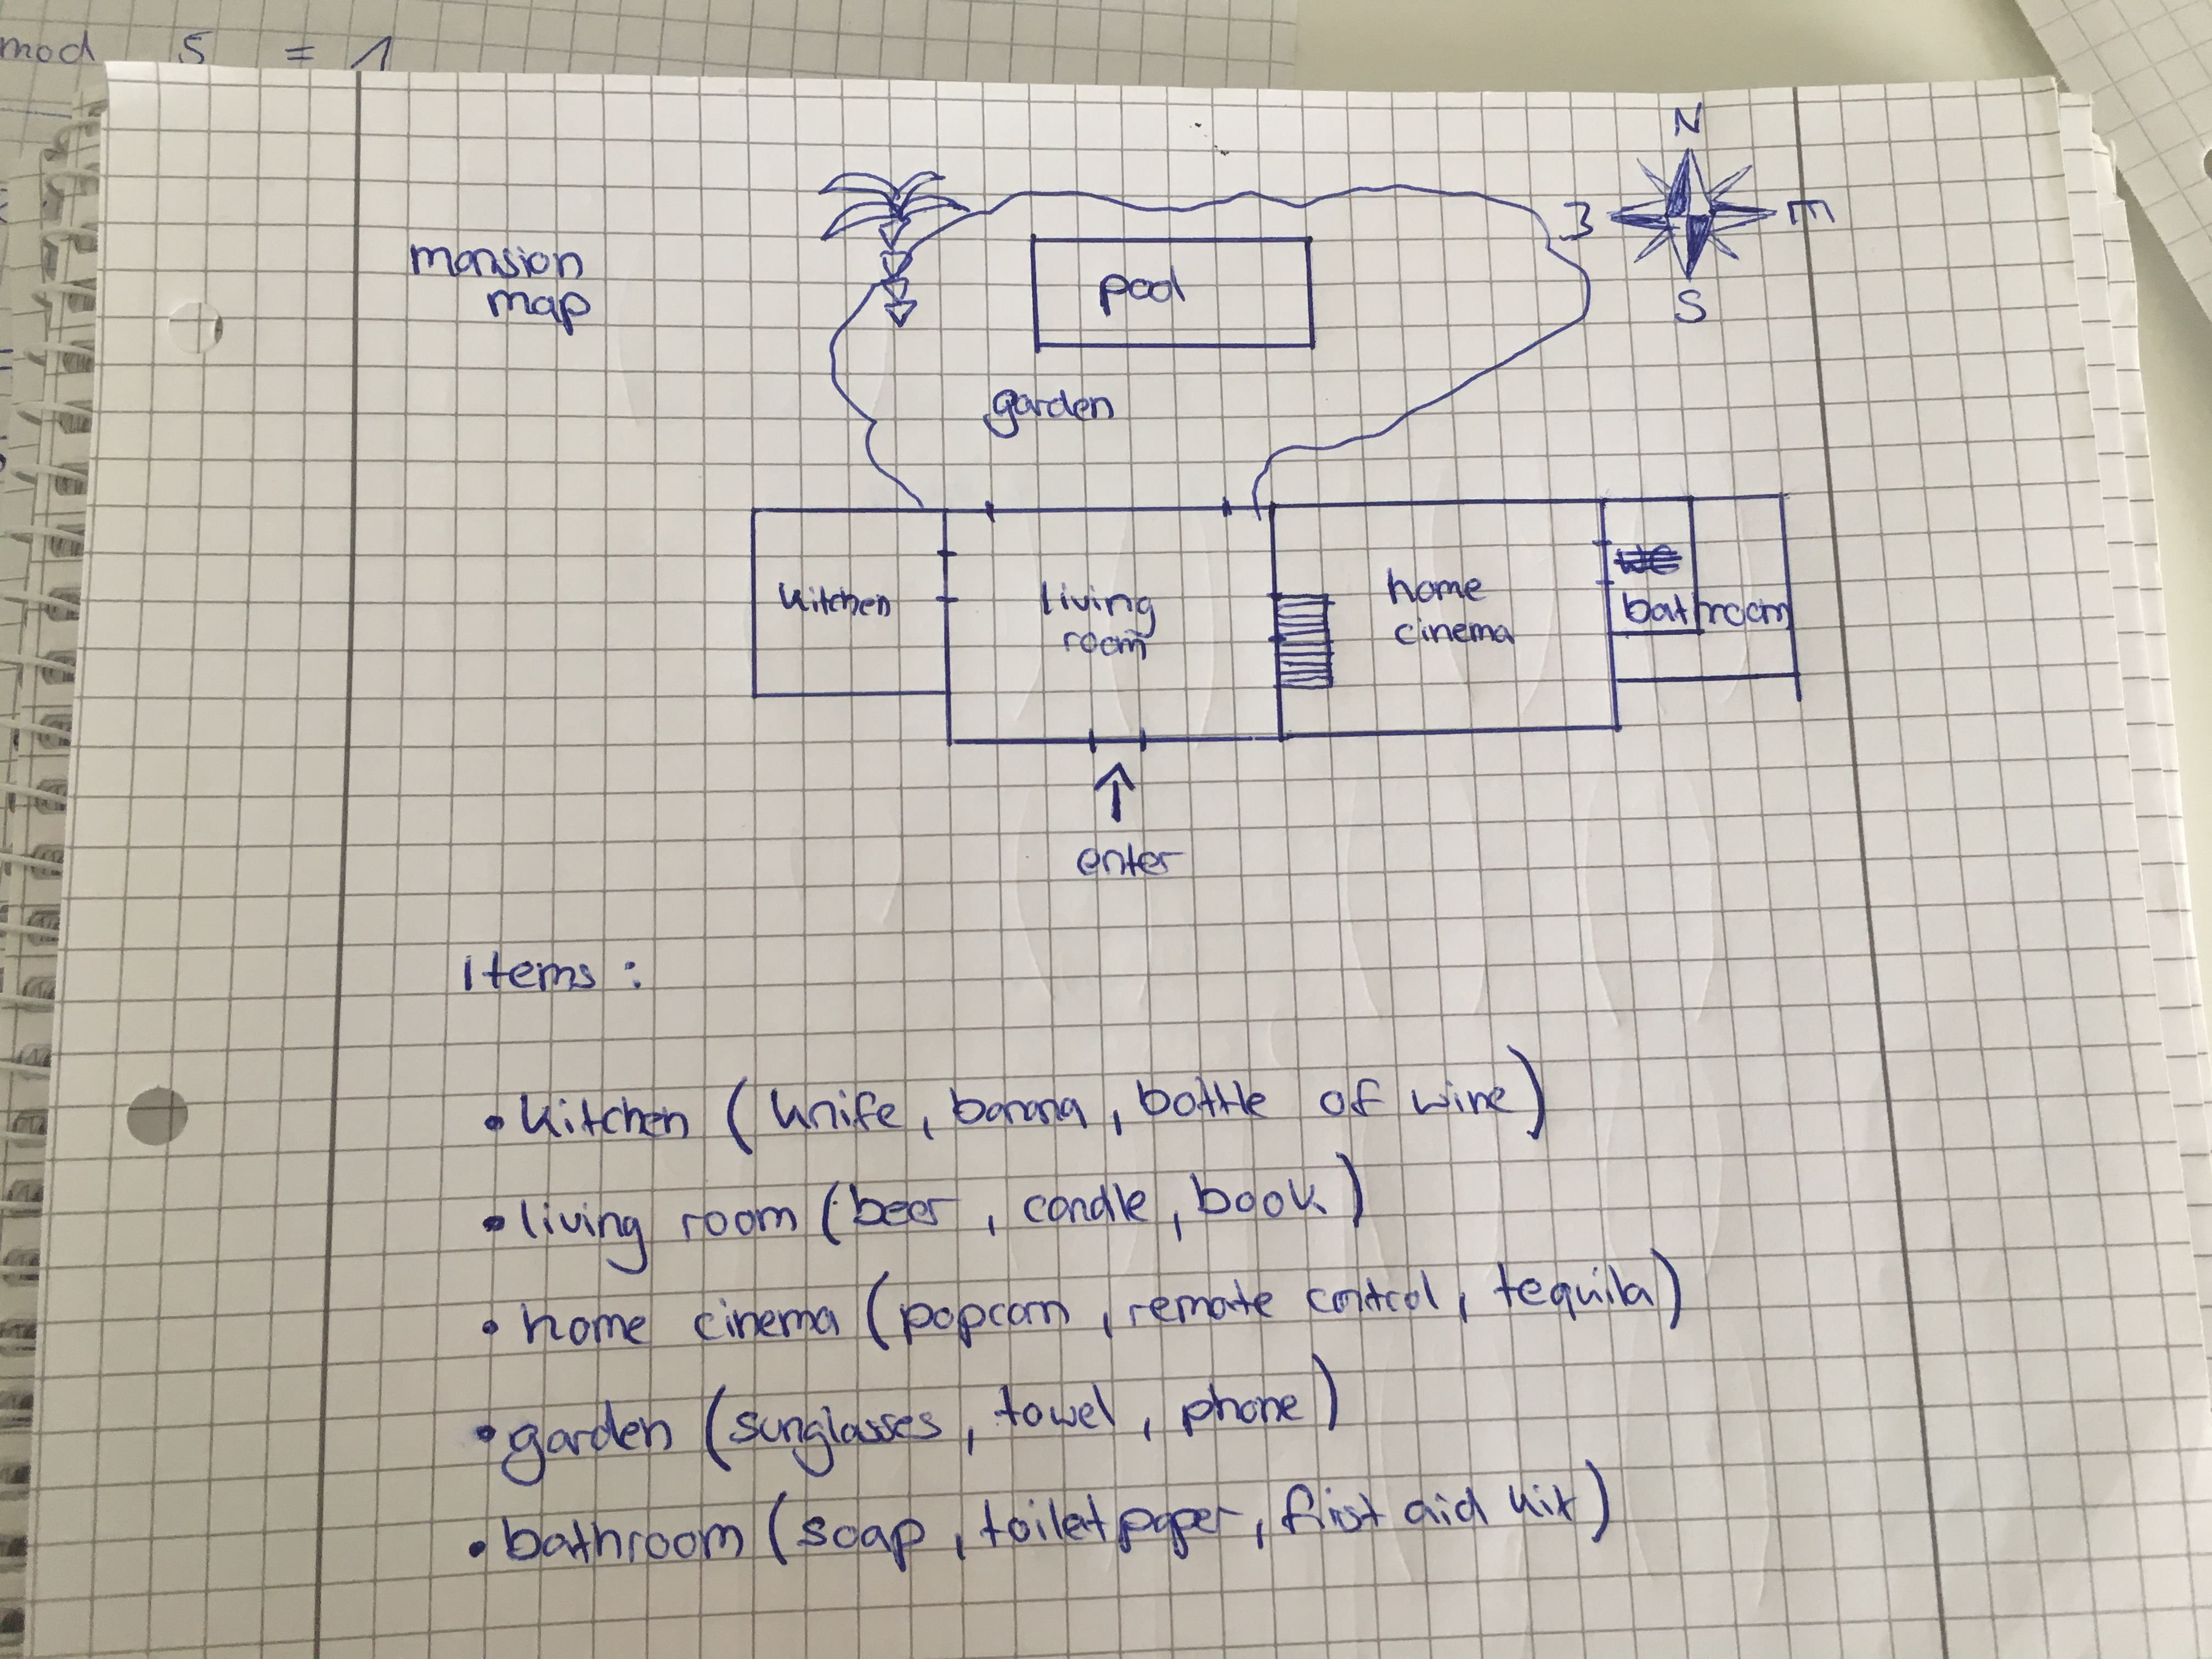 mod 5 = 1
N
mansion
map
pool
W
E
S
garden
kitchen
living
room
home
cinema
bathroom
enter
Items :
• kitchen ( knife, banana, bottle of wine)
• living room (beer, candle, book)
• home cinema (popcorn, remote control, tequila)
• garden (sunglasses, towel, phone)
• bathroom (soap, toilet paper, first aid kit)